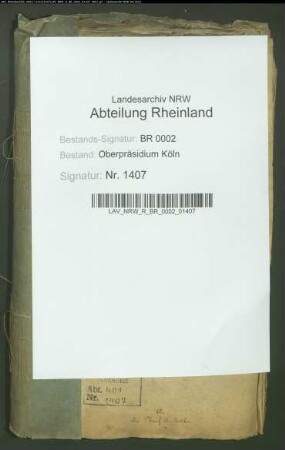 Landesarchiv NRW
Abteilung Rheinland
Bestands-Signatur: BR 0002
Bestand: Oberpräsidium Köln
Signatur: Nr. 1407
LAV_NRW_R_BR_0002_01407